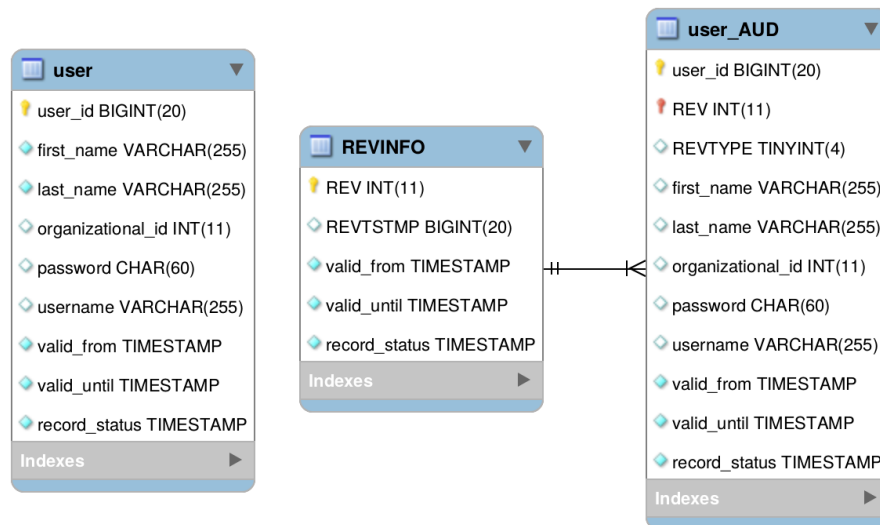 user
user_id BIGINT(20)
first_name VARCHAR(255)
last_name VARCHAR(255)
organizational_id INT(11)
password CHAR(60)
username VARCHAR(255)
valid_from TIMESTAMP
valid_until TIMESTAMP
record_status TIMESTAMP
Indexes
REVINFO
REV INT(11)
REVTSTMP BIGINT(20)
valid_from TIMESTAMP
valid_until TIMESTAMP
record_status TIMESTAMP
Indexes
user_AUD
user_id BIGINT(20)
REV INT(11)
REVTYPE TINYINT(4)
first_name VARCHAR(255)
last_name VARCHAR(255)
organizational_id INT(11)
password CHAR(60)
username VARCHAR(255)
valid_from TIMESTAMP
valid_until TIMESTAMP
record_status TIMESTAMP
Indexes